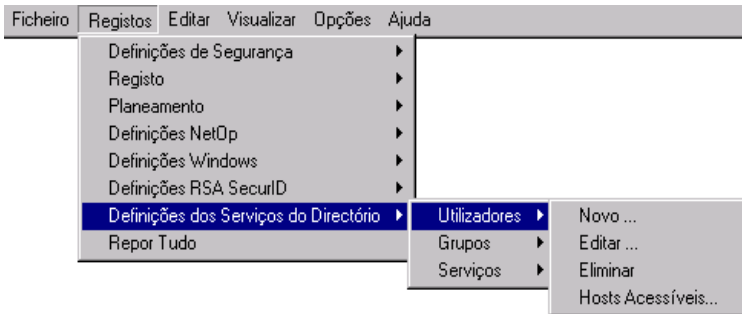 Ficheiro Registos Editar Visualizar Opções Ajuda
Definições de Segurança
Registo
Planeamento
Definições NetOp
Definições Windows
Definições RSA SecurID
Definições dos Serviços do Directório Utilizadores Novo ...
Repor Tudo Grupos Editar ...
Serviços Eliminar
Hosts Acessíveis...